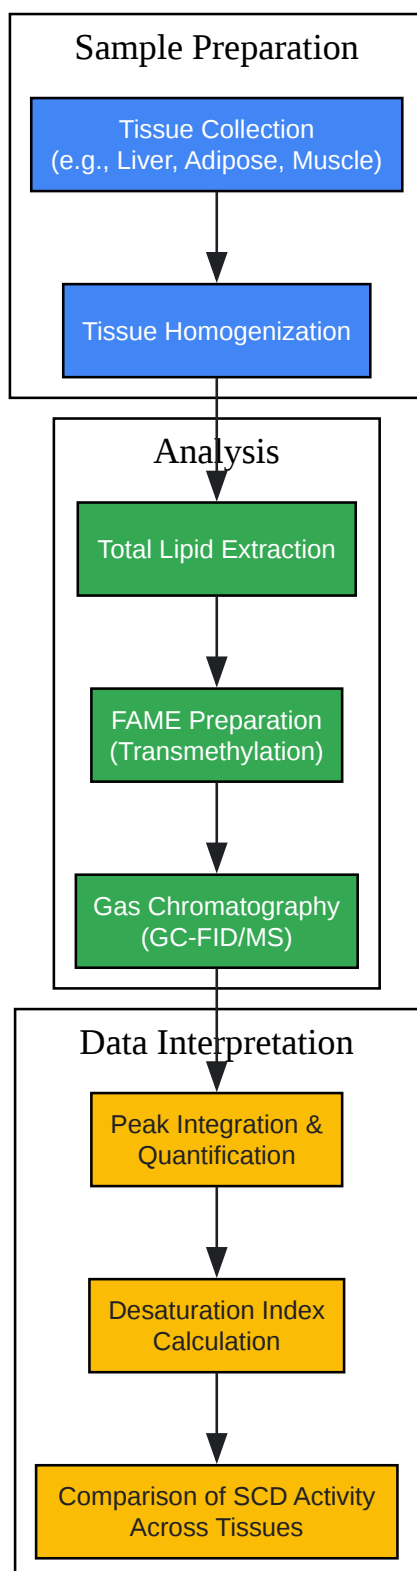 Sample Preparation
Tissue Collection
(e.g., Liver, Adipose, Muscle)
Tissue Homogenization
Analysis
Total Lipid Extraction
FAME Preparation
(Transmethylation)
Gas Chromatography
(GC-FID/MS)
Data Interpretation
Peak Integration &
Quantification
Desaturation Index
Calculation
Comparison of SCD Activity
Across Tissues